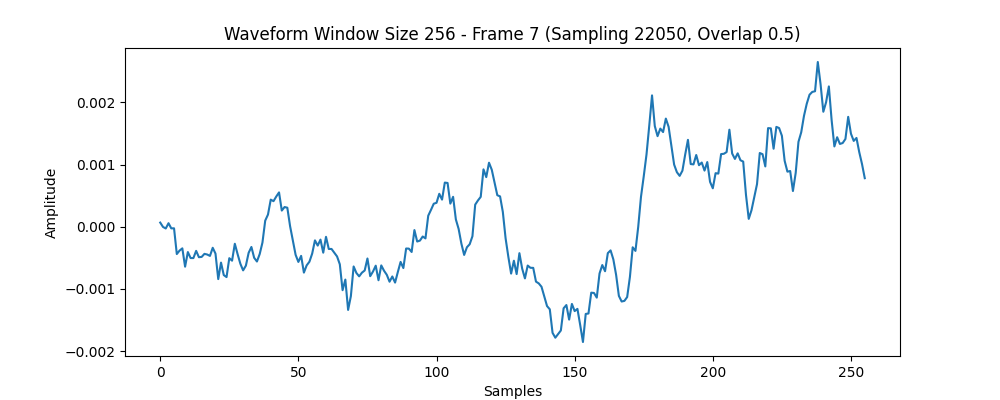 Waveform Window Size 256 - Frame 7 (Sampling 22050, Overlap 0.5)
Amplitude
0.002
0.001
0.000
−0.001
−0.002
0 50 100 150 200 250
Samples